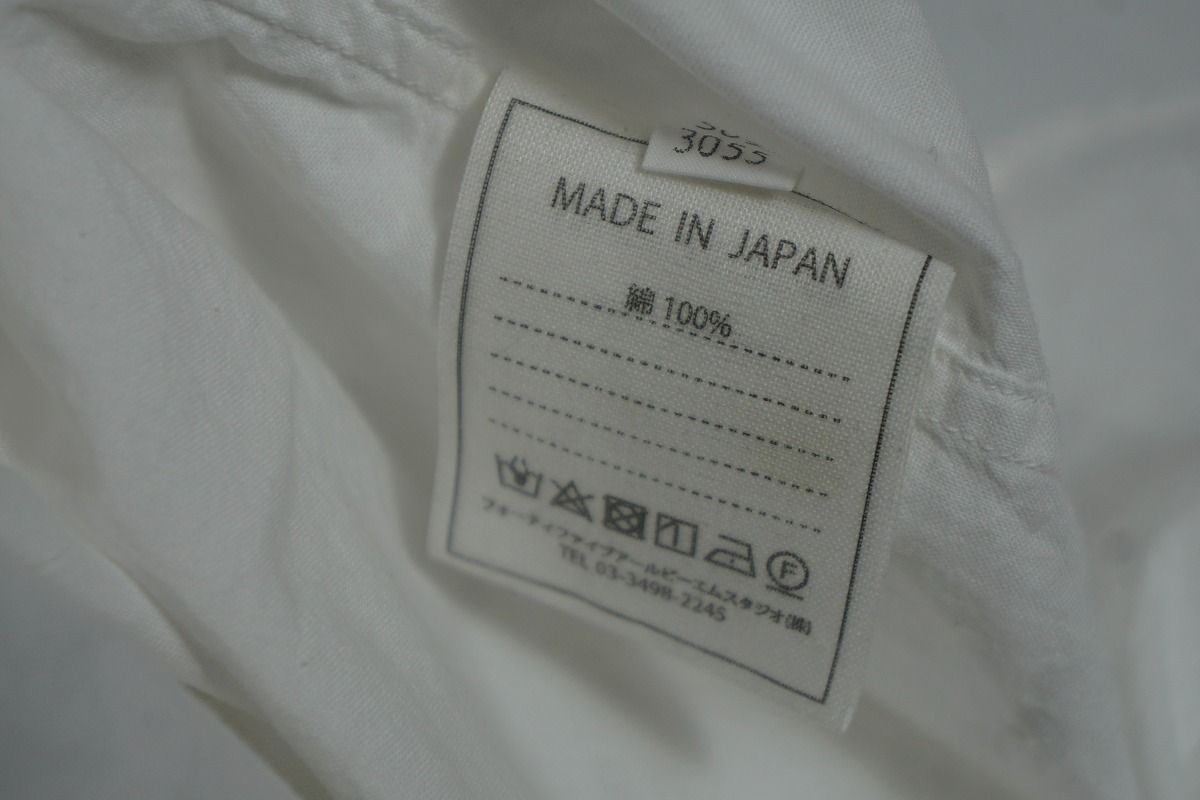 3055
MADE IN JAPAN
綿 100%
F
フォーティファイブアールピーエムスタジオ(株)
TEL 03-3498-2245